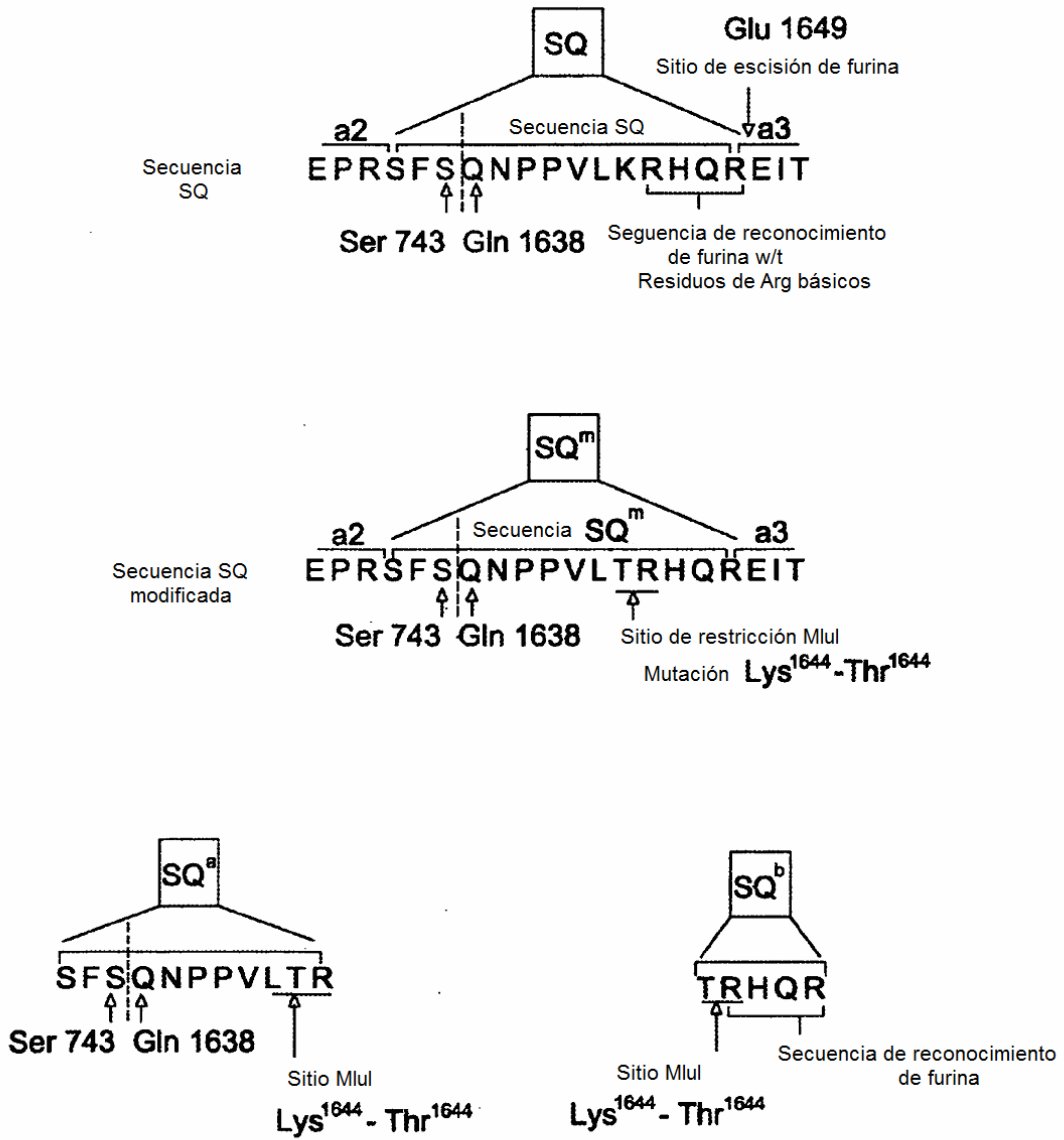 SQ
Glu 1649
Sitio de escisión de furina
a2
Secuencia SQ
a3
Secuencia
SQ
EPRSFSQNPPVLKRHQREIT
Ser 743 Gln 1638
Seguencia de reconocimiento
de furina w/t
Residuos de Arg básicos
SQᵐ
a2
Secuencia SQᵐ
a3
Secuencia SQ
modificada
EPRSFSQNPPVLTRHQREIT
Ser 743 Gln 1638
Sitio de restricción MluI
Mutación Lys¹⁶⁴⁴-Thr¹⁶⁴⁴
SQᵃ
SFSQNPPVLTR
Ser 743 Gln 1638
Sitio MluI
Lys¹⁶⁴⁴- Thr¹⁶⁴⁴
SQᵇ
TRHQR
Sitio MluI
Lys¹⁶⁴⁴- Thr¹⁶⁴⁴
Secuencia de reconocimiento
de furina